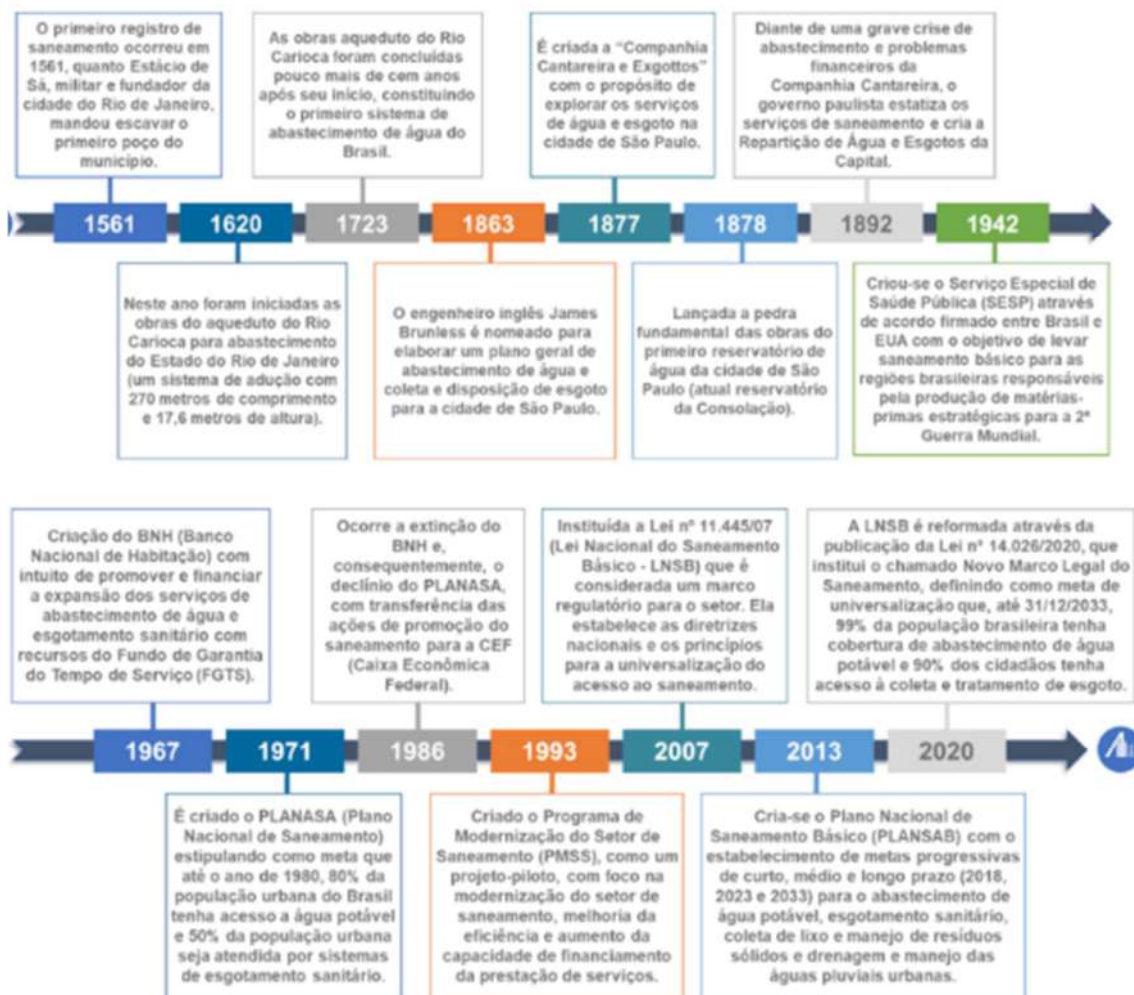 O primeiro registro de
saneamento ocorreu em
1561, quanto Estácio de
Sá, militar e fundador da
cidade do Rio de Janeiro,
mandou escavar o
primeiro poço do
município.
As obras aqueduto do Rio
Carioca foram concluídas
pouco mais de cem anos
após seu início, constituindo
o primeiro sistema de
abastecimento de água do
Brasil.
É criada a “Companhia
Cantareira e Exgottos”
com o propósito de
explorar os serviços
de água e esgoto na
cidade de São Paulo.
Diante de uma grave crise de
abastecimento e problemas
financeiros da
Companhia Cantareira, o
governo paulista estatiza os
serviços de saneamento e cria a
Repartição de Água e Esgotos da
Capital.
1561
1620
1723
1863
1877
1878
1892
1942
Neste ano foram iniciadas as
obras do aqueduto do Rio
Carioca para abastecimento
do Estado do Rio de Janeiro
(um sistema de adução com
270 metros de comprimento
e 17,6 metros de altura).
O engenheiro inglês James
Brunless é nomeado para
elaborar um plano geral de
abastecimento de água e
coleta e disposição de esgoto
para a cidade de São Paulo.
Lançada a pedra
fundamental das obras do
primeiro reservatório de
água da cidade de São
Paulo (atual reservatório
da Consolação).
Criou-se o Serviço Especial de
Saúde Pública (SESP) através
de acordo firmado entre Brasil e
EUA com o objetivo de levar
saneamento básico para as
regiões brasileiras responsáveis
pela produção de matérias-
primas estratégicas para a 2ª
Guerra Mundial.
Criação do BNH (Banco
Nacional de Habitação) com
intuito de promover e financiar
a expansão dos serviços de
abastecimento de água e
esgotamento sanitário com
recursos do Fundo de Garantia
do Tempo de Serviço (FGTS).
Ocorre a extinção do
BNH e,
consequentemente, o
declínio do PLANASA,
com transferência das
ações de promoção do
saneamento para a CEF
(Caixa Econômica
Federal).
Instituída a Lei nº 11.445/07
(Lei Nacional do Saneamento
Básico - LNSB) que é
considerada um marco
regulatório para o setor. Ela
estabelece as diretrizes
nacionais e os princípios
para a universalização do
acesso ao saneamento.
A LNSB é reformada através da
publicação da Lei nº 14.026/2020, que
institui o chamado Novo Marco Legal do
Saneamento, definindo como meta de
universalização que, até 31/12/2033,
99% da população brasileira tenha
cobertura de abastecimento de água
potável e 90% dos cidadãos tenha
acesso à coleta e tratamento de esgoto.
1967
1971
1986
1993
2007
2013
2020
É criado o PLANASA (Plano
Nacional de Saneamento)
estipulando como meta que
até o ano de 1980, 80% da
população urbana do Brasil
tenha acesso a água potável
e 50% da população urbana
seja atendida por sistemas
de esgotamento sanitário.
Criado o Programa de
Modernização do Setor de
Saneamento (PMSS), como um
projeto-piloto, com foco na
modernização do setor de
saneamento, melhoria da
eficiência e aumento da
capacidade de financiamento
da prestação de serviços.
Cria-se o Plano Nacional de
Saneamento Básico (PLANSAB) com o
estabelecimento de metas progressivas
de curto, médio e longo prazo (2018,
2023 e 2033) para o abastecimento de
água potável, esgotamento sanitário,
coleta de lixo e manejo de resíduos
sólidos e drenagem e manejo das
águas pluviais urbanas.